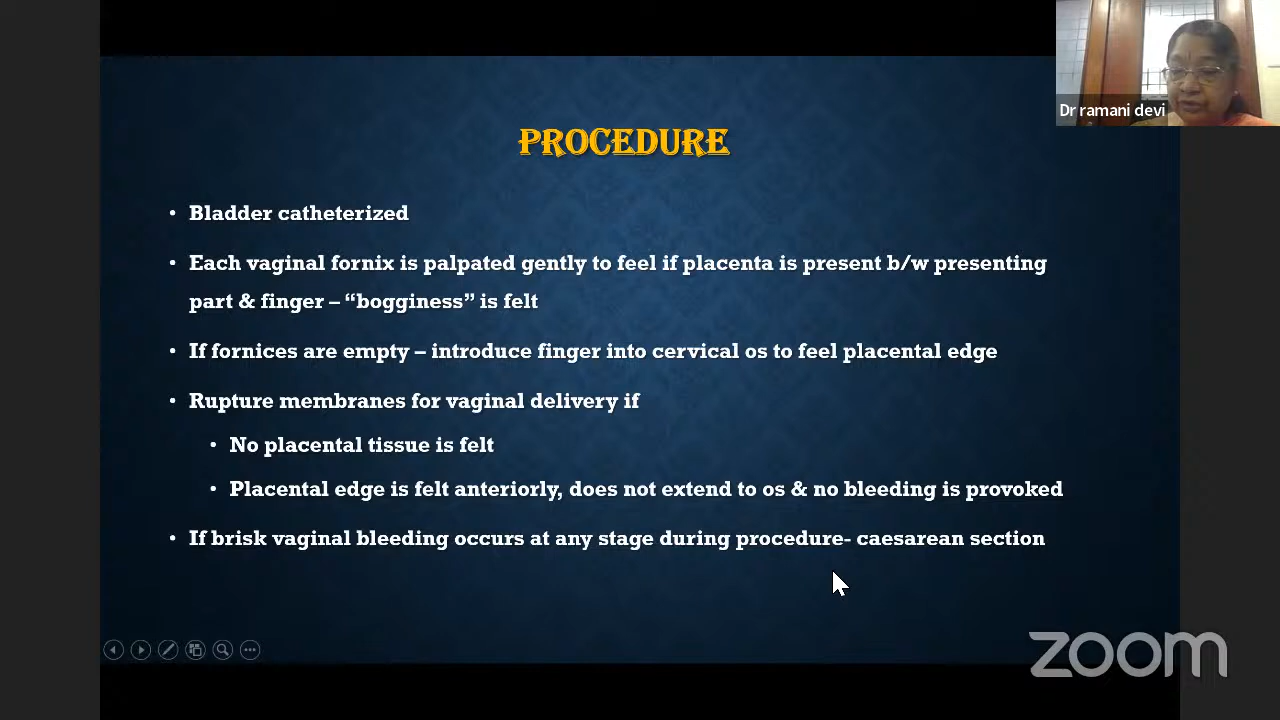 Dr ramani devi
PROCEDURE
• Bladder catheterized
• Each vaginal fornix is palpated gently to feel if placenta is present b/w presenting
part & finger – “bogginess” is felt
• If fornices are empty – introduce finger into cervical os to feel placental edge
• Rupture membranes for vaginal delivery if
• No placental tissue is felt
• Placental edge is felt anteriorly, does not extend to os & no bleeding is provoked
• If brisk vaginal bleeding occurs at any stage during procedure- caesarean section
zoom